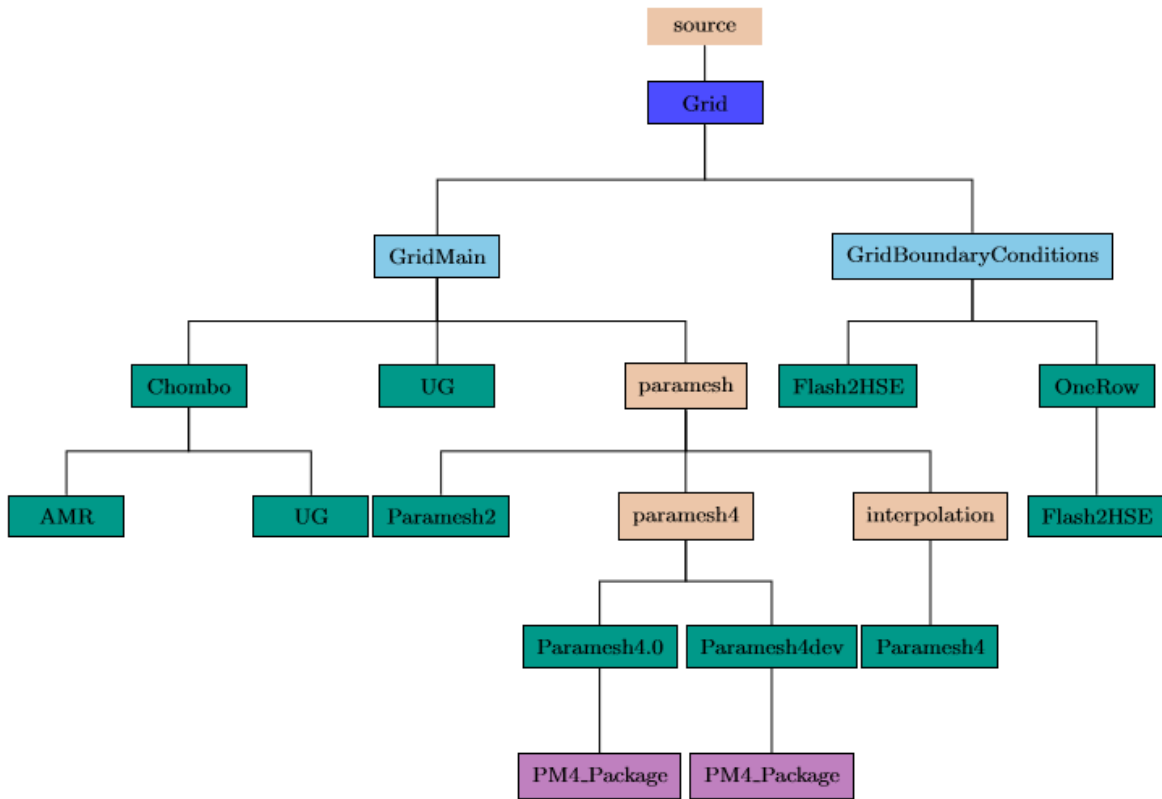 source
Grid
GridMain
GridBoundaryConditions
Chombo
UG
paramesh
Flash2HSE
OneRow
AMR
UG
Paramesh2
paramesh4
interpolation
Flash2HSE
Paramesh4.0
Paramesh4dev
Paramesh4
PM4_Package
PM4_Package